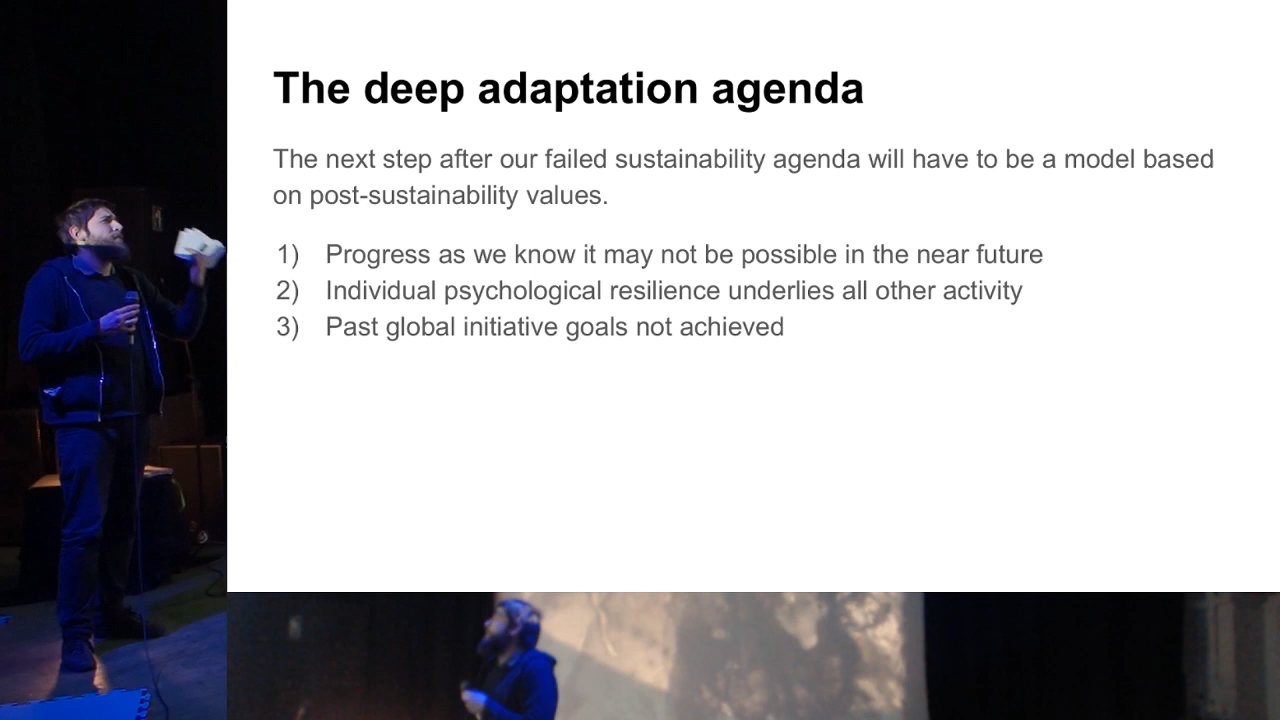 The deep adaptation agenda
The next step after our failed sustainability agenda will have to be a model based
on post-sustainability values.
1) Progress as we know it may not be possible in the near future
2) Individual psychological resilience underlies all other activity
3) Past global initiative goals not achieved